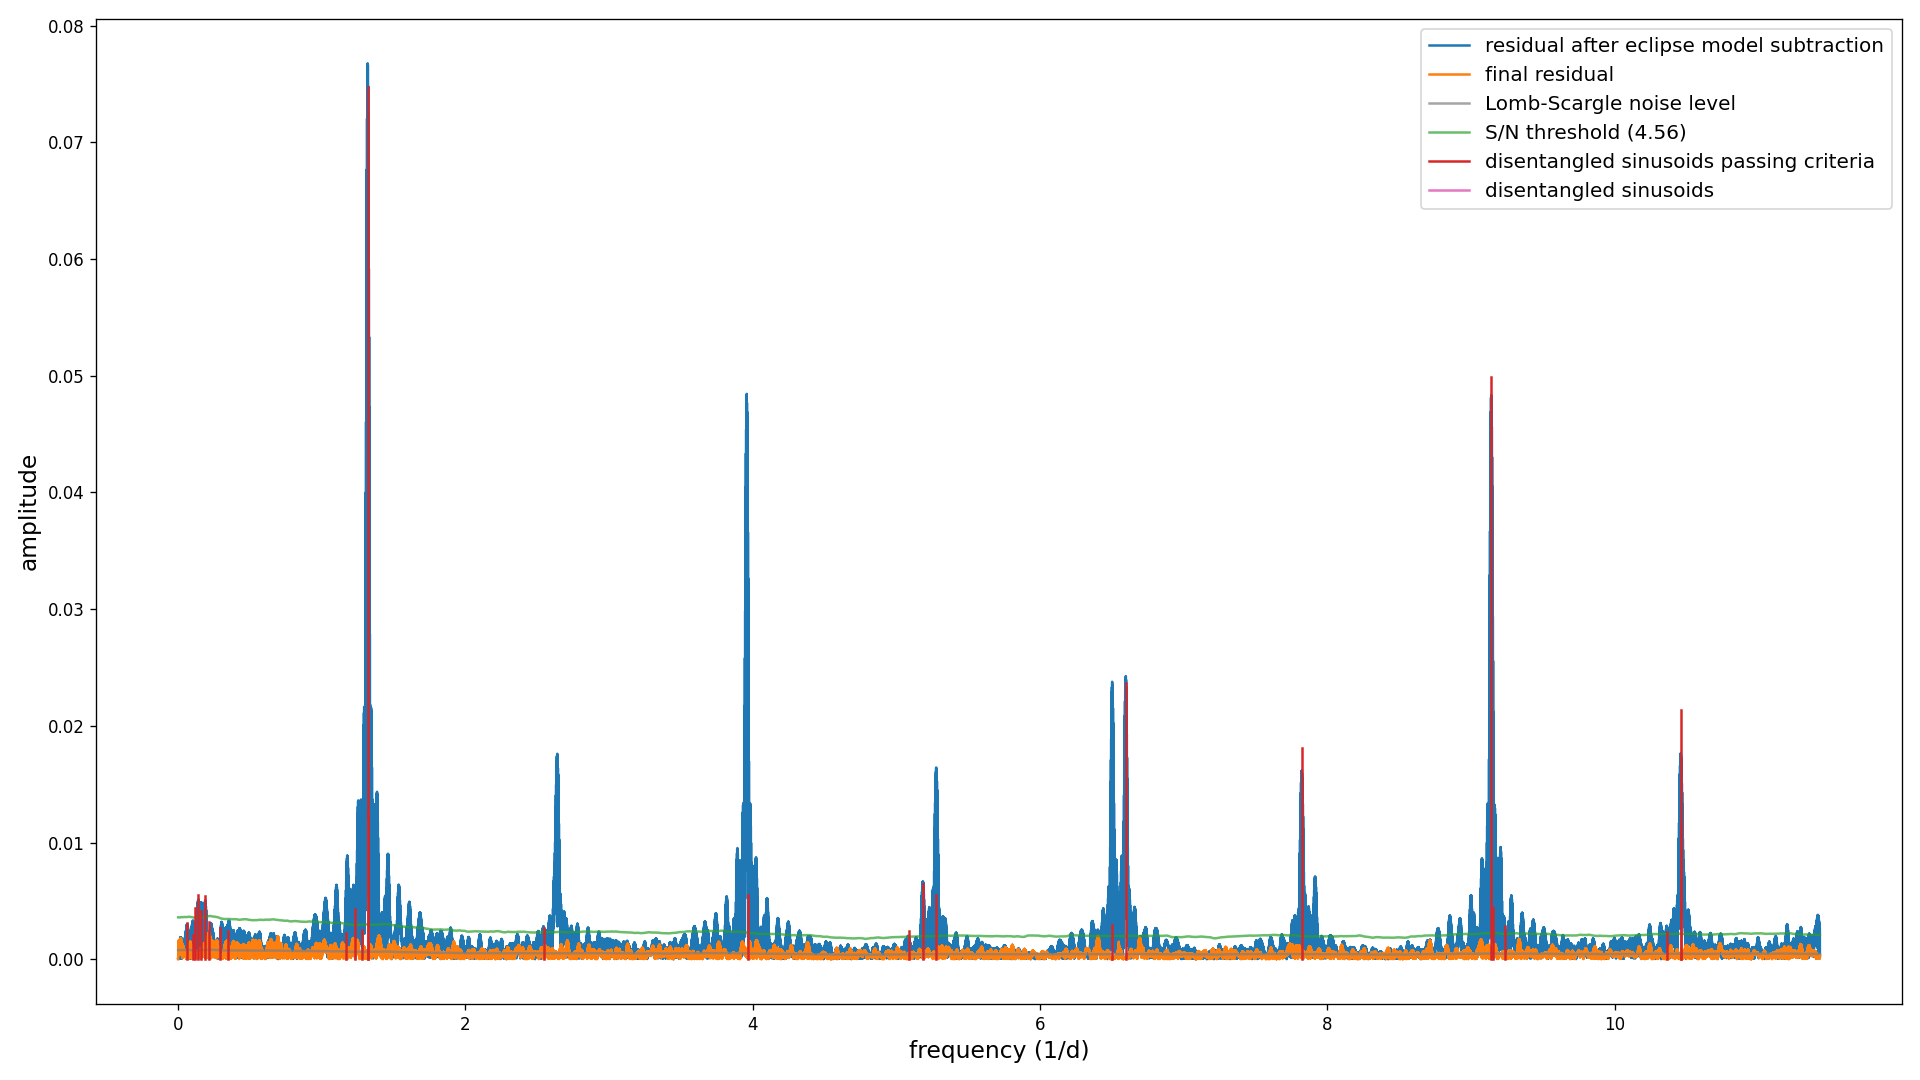 0.08
0.07
0.06
0.05
0.04
0.03
0.02
0.01
0.00
amplitude
residual after eclipse model subtraction
final residual
Lomb-Scargle noise level
S/N threshold (4.56)
disentangled sinusoids passing criteria
disentangled sinusoids
0 2 4 6 8 10
frequency (1/d)